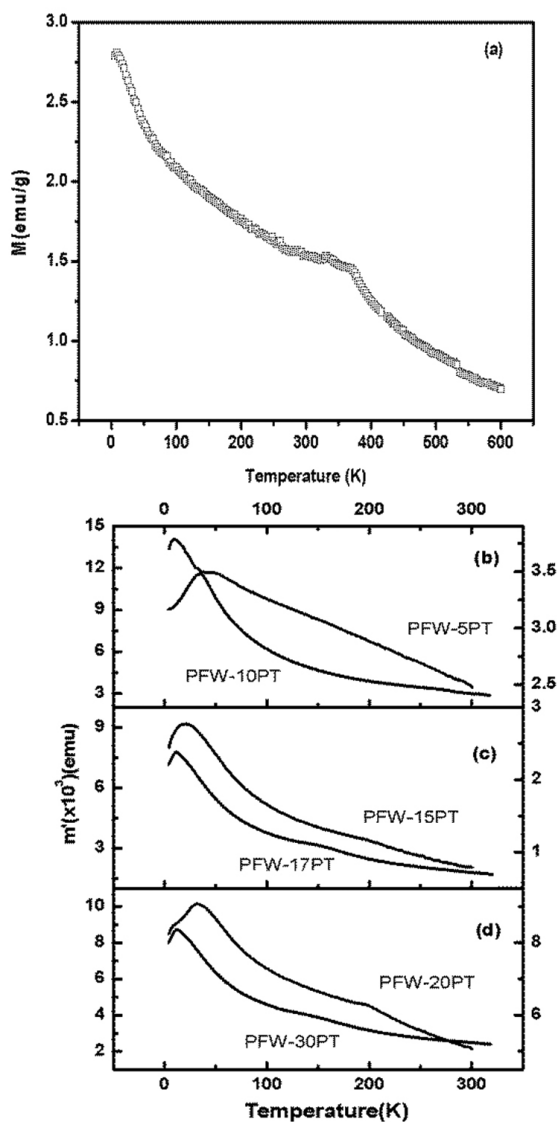 (a)
3.0
2.5
2.0
1.5
1.0
0.5
M (emu/g)
0 100 200 300 400 500 600
Temperature (K)
0 100 200 300
15
12
9
6
3
(b)
PFW-5PT
PFW-10PT
3.5
3.0
2.5
3
9
6
3
(c)
PFW-15PT
PFW-17PT
2
1
m'(x10³)(emu)
10
8
6
4
2
(d)
PFW-20PT
PFW-30PT
8
6
0 100 200 300
Temperature(K)